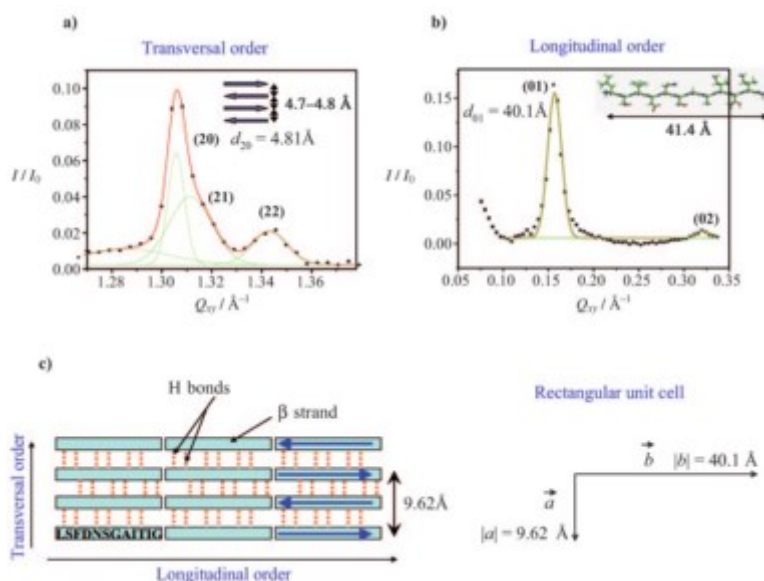 a)
Transversal order
0.10
0.08
0.06
0.04
0.02
0.00
I / I0
4.7–4.8 Å
d20 = 4.81Å
(20)
(21)
(22)
1.28
1.30
1.32
1.34
1.36
Qxy / Å⁻¹
b)
Longitudinal order
0.15
0.10
0.05
0.00
I / I0
(01)
d01 = 40.1Å
41.4 Å
(02)
0.05
0.10
0.15
0.20
0.25
0.30
0.35
Qxy / Å⁻¹
c)
H bonds
β strand
Transversal order
9.62Å
LSFDNSGAITIG
Longitudinal order
Rectangular unit cell
b |b| = 40.1 Å
a
|a| = 9.62 Å